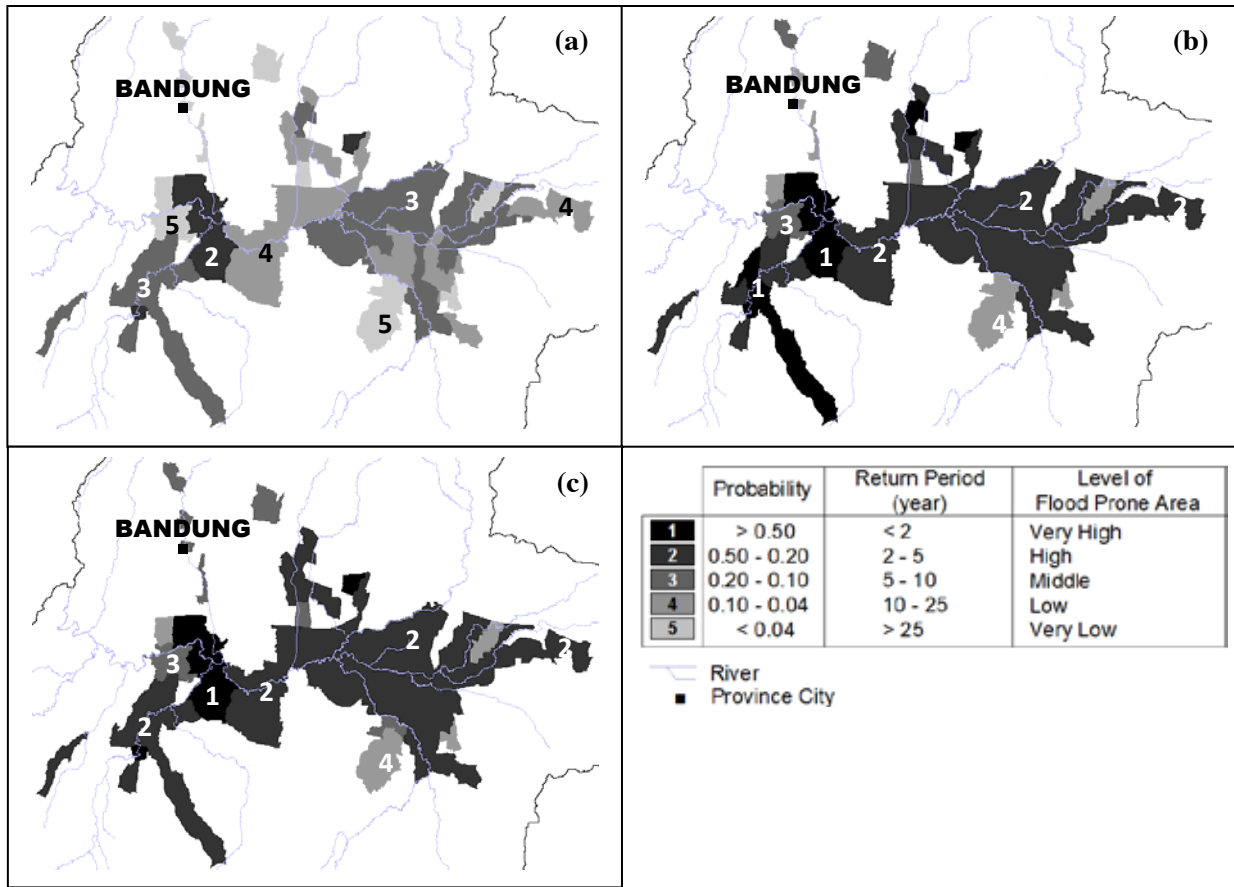 (a)
BANDUNG
3
4
5
2
4
3
5
(b)
BANDUNG
2
2
3
1
2
1
4
(c)
BANDUNG
2
2
3
1
2
2
4
Probability Return Period (year) Level of Flood Prone Area
1 > 0.50 < 2 Very High
2 0.50 - 0.20 2 - 5 High
3 0.20 - 0.10 5 - 10 Middle
4 0.10 - 0.04 10 - 25 Low
5 < 0.04 > 25 Very Low
River
Province City